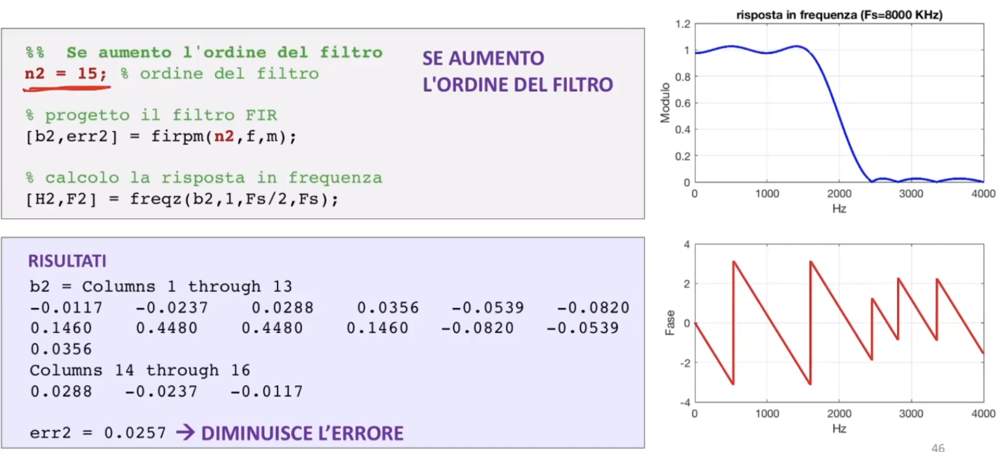 %% Se aumento l'ordine del filtro
n2 = 15; % ordine del filtro
% progetto il filtro FIR
[b2,err2] = firpm(n2,f,m);
% calcolo la risposta in frequenza
[H2,F2] = freqz(b2,1,Fs/2,Fs);
SE AUMENTO
L'ORDINE DEL FILTRO
RISULTATI
b2 = Columns 1 through 13
-0.0117 -0.0237 0.0288 0.0356 -0.0539 -0.0820
0.1460 0.4480 0.4480 0.1460 -0.0820 -0.0539
0.0356
Columns 14 through 16
0.0288 -0.0237 -0.0117
err2 = 0.0257 → DIMINUISCE L’ERRORE
risposta in frequenza (Fs=8000 KHz)
1.2
1
0.8
0.6
0.4
0.2
0
Modulo
0 1000 2000 3000 4000
Hz
4
2
0
-2
-4
Fase
0 1000 2000 3000 4000
Hz
46